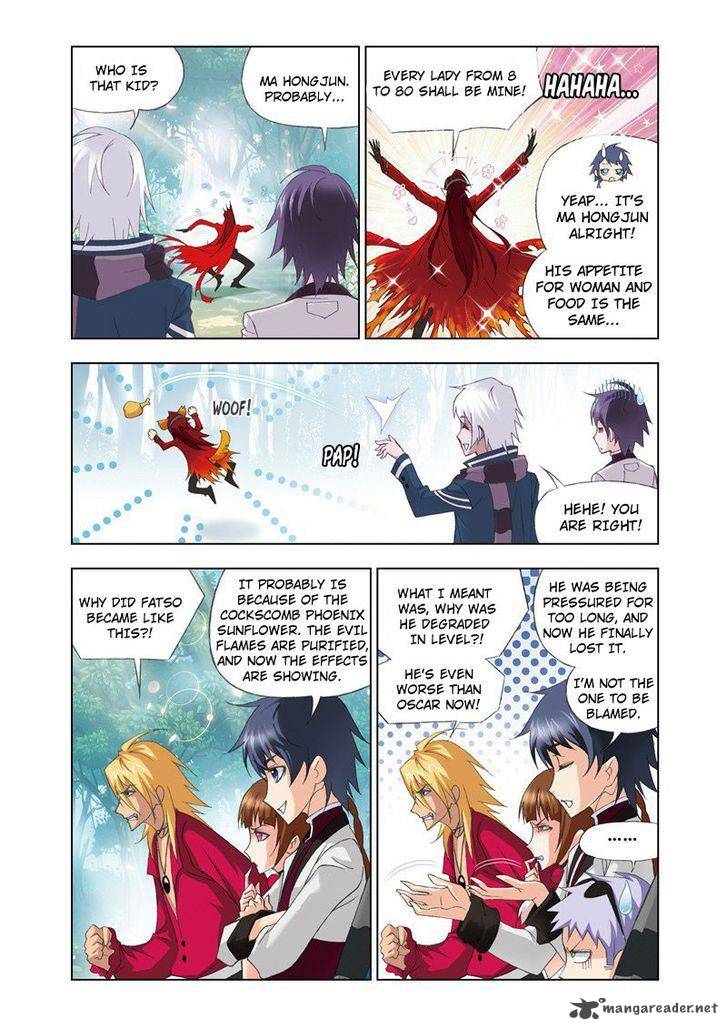 WHO IS
THAT KID?
MA HONGJUN.
PROBABLY...
EVERY LADY FROM 8
TO 80 SHALL BE MINE!
HAHAHA...
YEAP... IT'S
MA HONGJUN
ALRIGHT!
HIS APPETITE
FOR WOMAN AND
FOOD IS THE
SAME...
WOOF!
PAP!
HEHE! YOU
ARE RIGHT!
WHY DID FATSO
BECAME LIKE
THIS?!
IT PROBABLY IS
BECAUSE OF THE
COCKSCOMB PHOENIX
SUNFLOWER. THE EVIL
FLAMES ARE PURIFIED,
AND NOW THE EFFECTS
ARE SHOWING.
WHAT I MEANT
WAS, WHY WAS
HE DEGRADED
IN LEVEL?!
HE'S EVEN
WORSE THAN
OSCAR NOW!
HE WAS BEING
PRESSURED FOR
TOO LONG, AND
NOW HE FINALLY
LOST IT.
I'M NOT THE
ONE TO BE
BLAMED.
......
mangareader.net